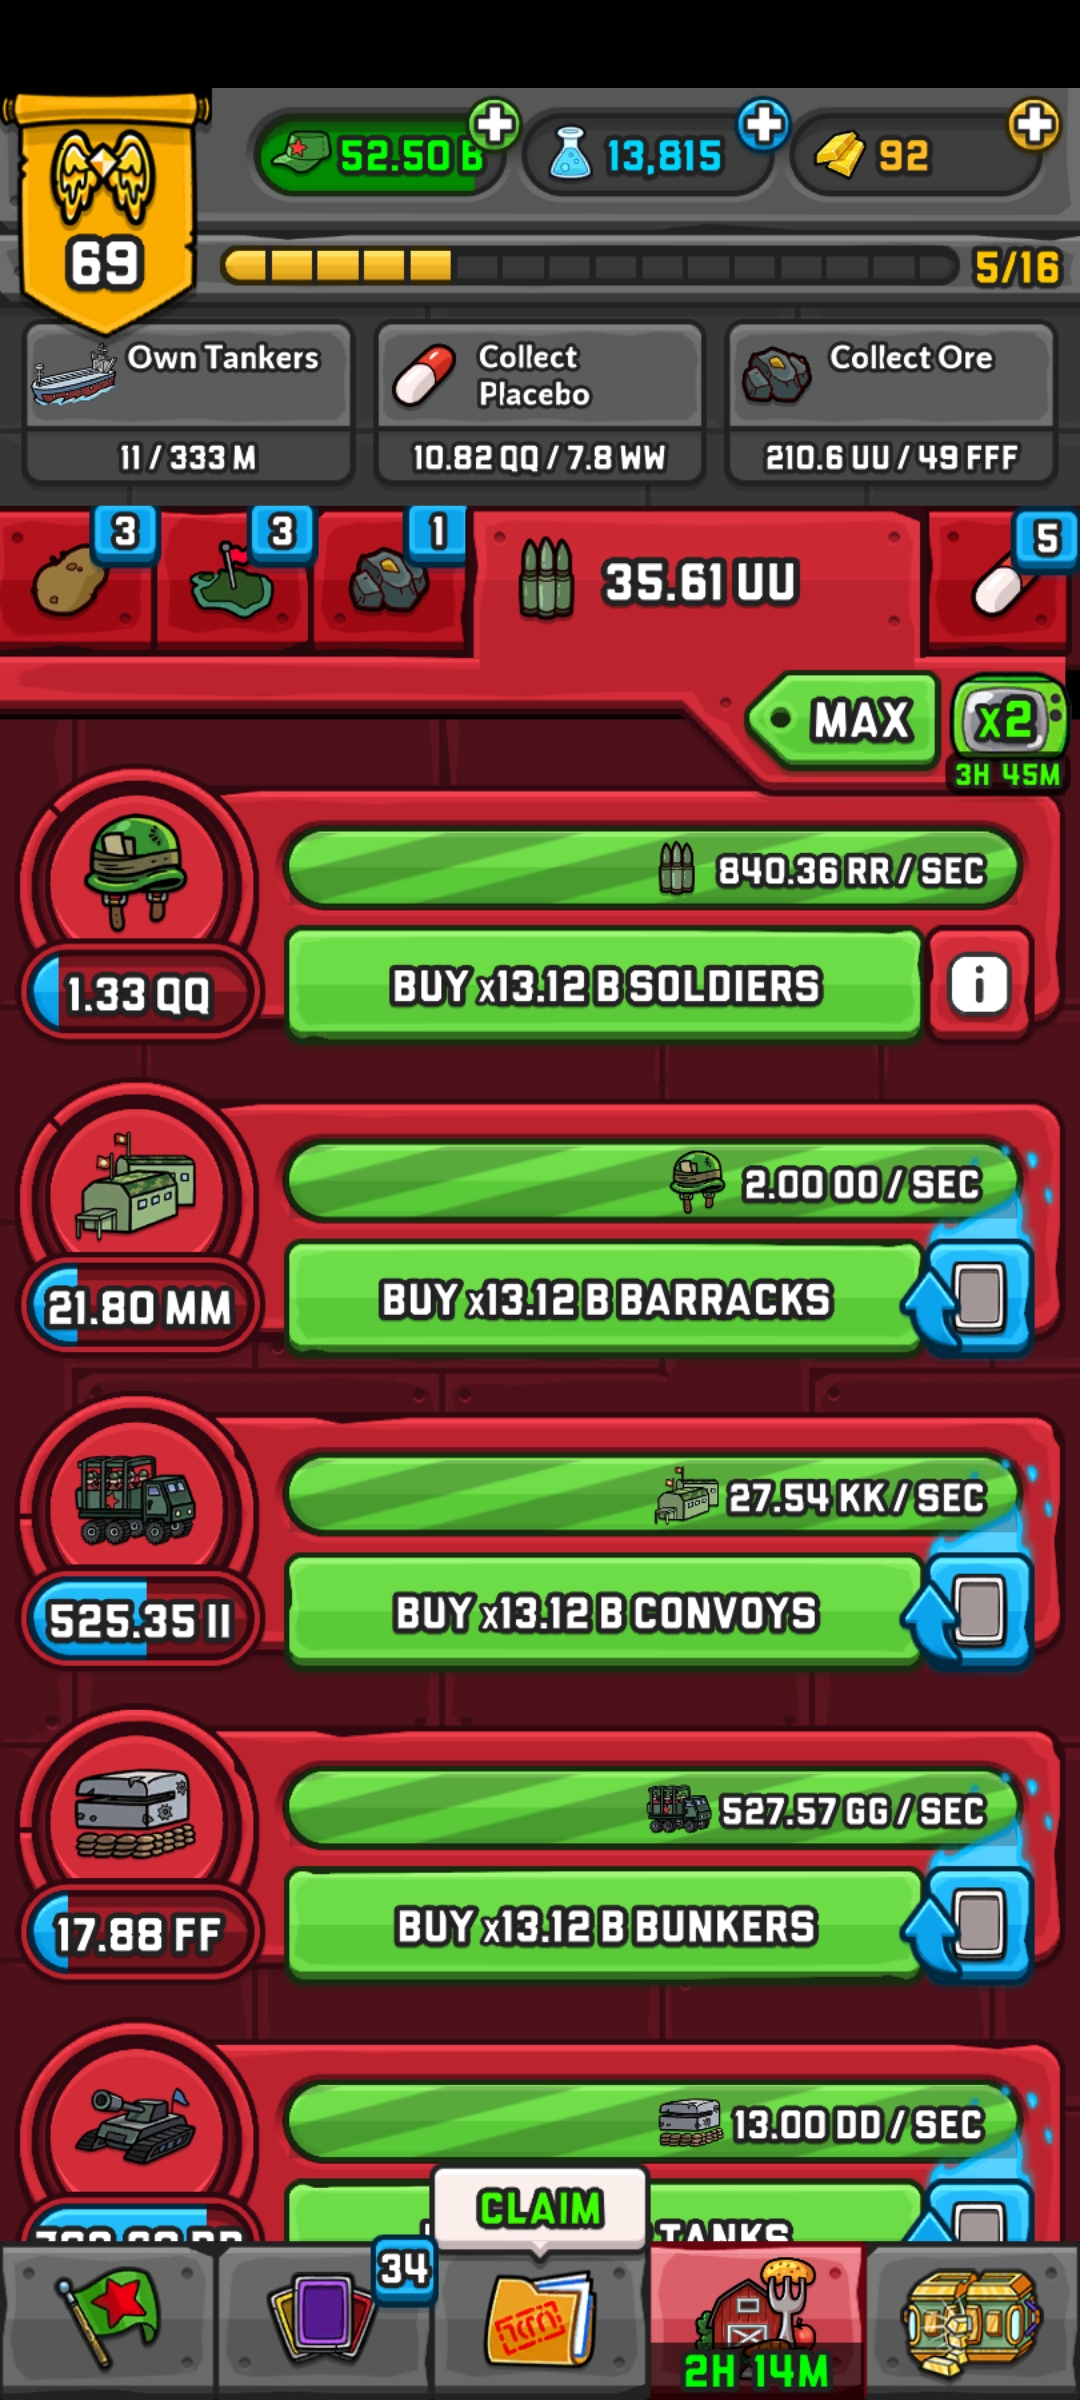 52.50 B
13,815
92
69
5/16
Own Tankers
11 / 333 M
Collect
Placebo
10.82 QQ / 7.8 WW
Collect Ore
210.6 UU / 49 FFF
3
3
1
35.61 UU
5
MAX
x2
3H 45M
840.36 RR / SEC
1.33 QQ
BUY x13.12 B SOLDIERS
i
2.00 OO / SEC
21.80 MM
BUY x13.12 B BARRACKS
27.54 KK / SEC
525.35 II
BUY x13.12 B CONVOYS
527.57 GG / SEC
17.88 FF
BUY x13.12 B BUNKERS
13.00 DD / SEC
TANKS
CLAIM
34
2H 14M